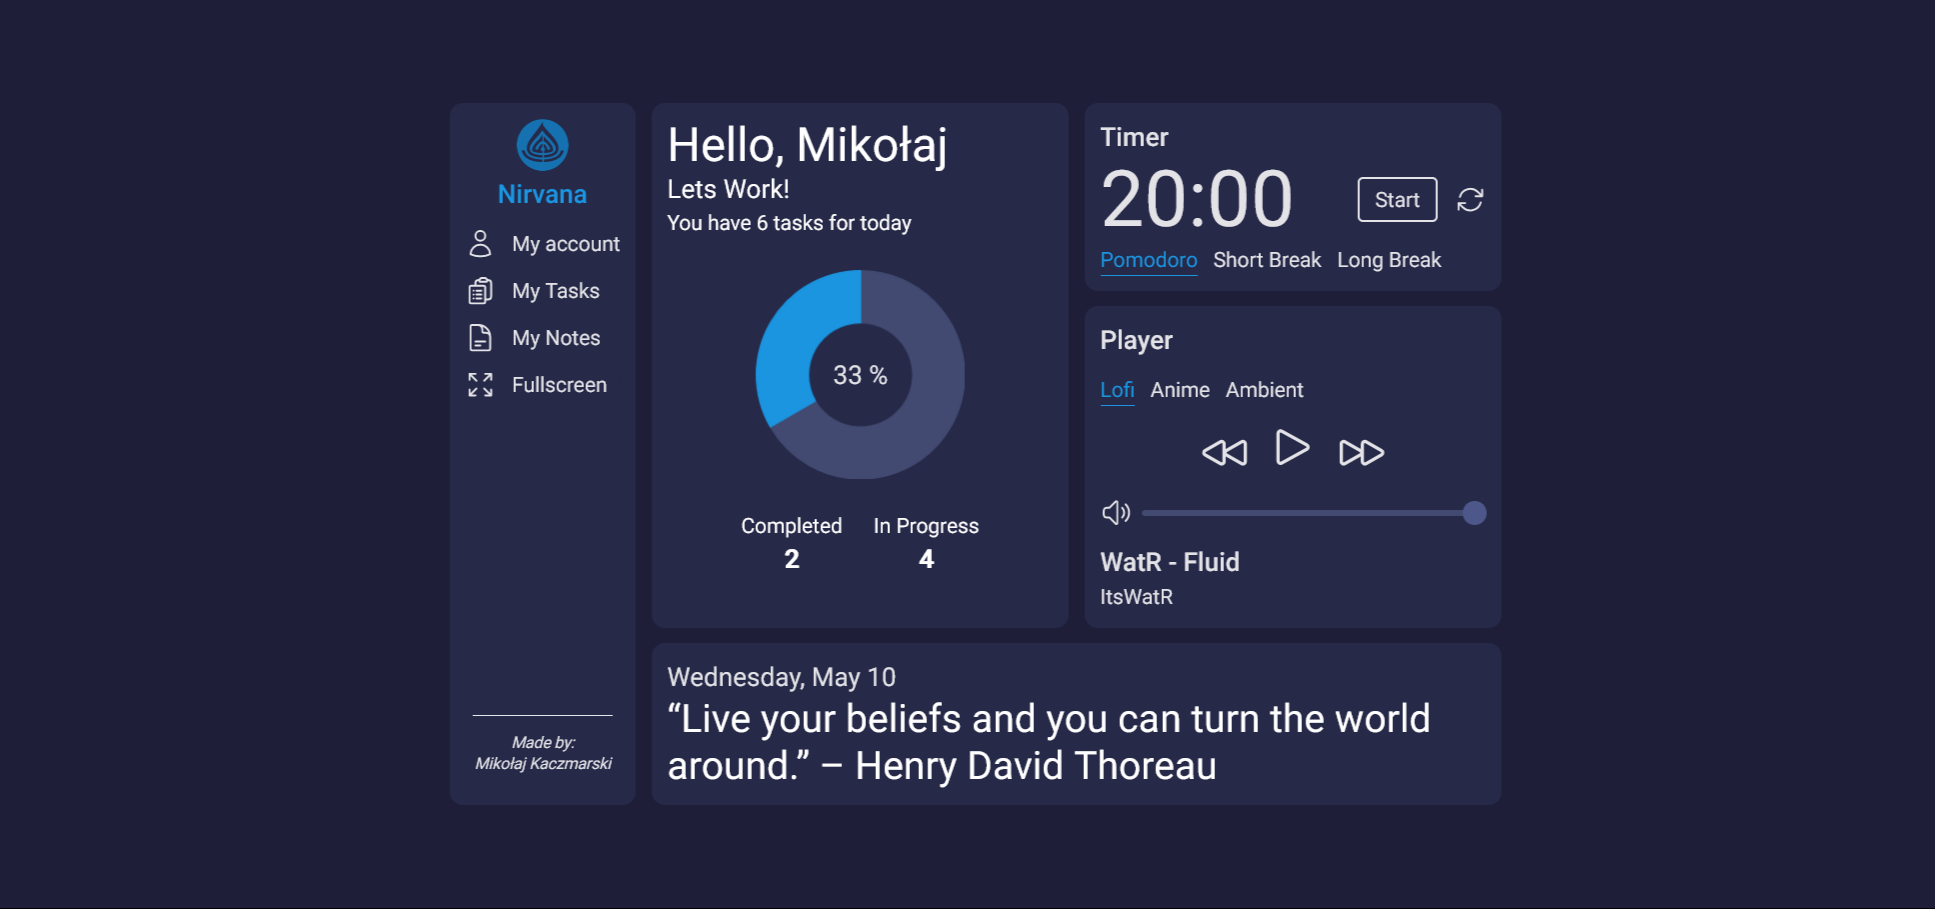 Nirvana
My account
My Tasks
My Notes
Fullscreen
Made by:
Mikołaj Kaczmarski
Hello, Mikołaj
Lets Work!
You have 6 tasks for today
33 %
Completed In Progress
2 4
Timer
20:00 Start
Pomodoro Short Break Long Break
Player
Lofi Anime Ambient
WatR - Fluid
ItsWatR
Wednesday, May 10
“Live your beliefs and you can turn the world
around.” – Henry David Thoreau